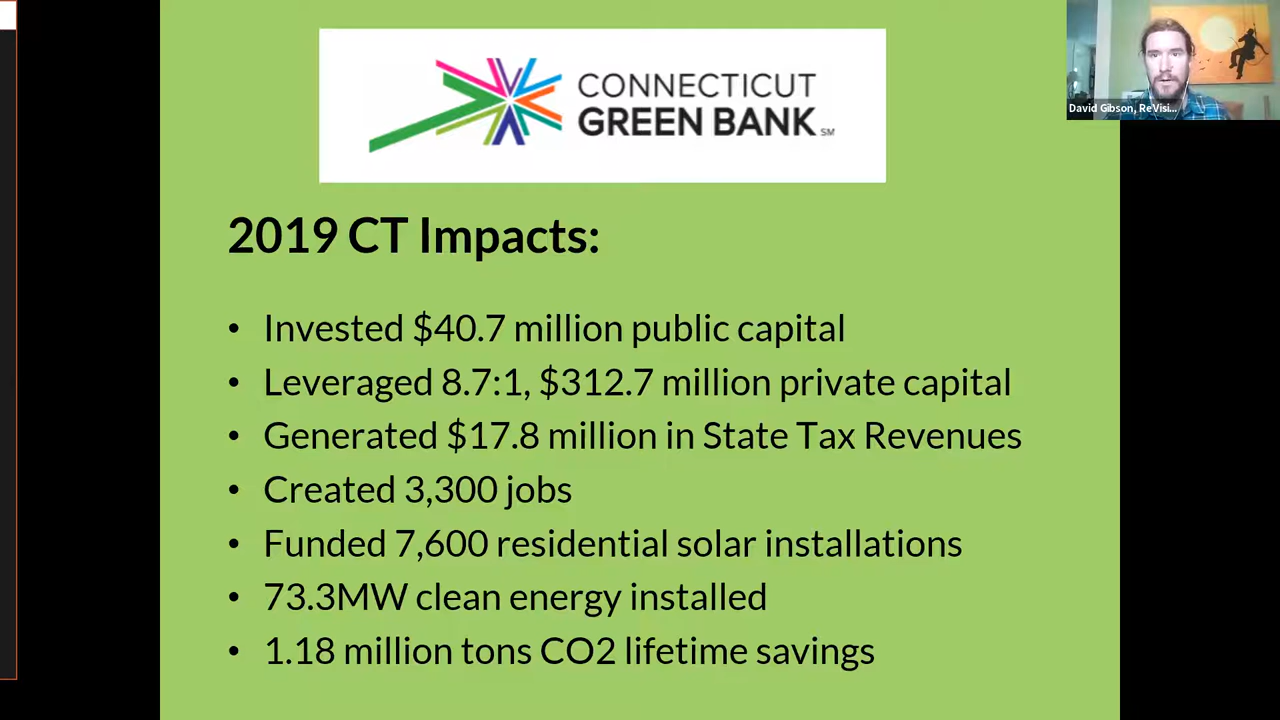 CONNECTICUT
GREEN BANK SM
David Gibson, ReVisi...
2019 CT Impacts:
• Invested $40.7 million public capital
• Leveraged 8.7:1, $312.7 million private capital
• Generated $17.8 million in State Tax Revenues
• Created 3,300 jobs
• Funded 7,600 residential solar installations
• 73.3MW clean energy installed
• 1.18 million tons CO2 lifetime savings